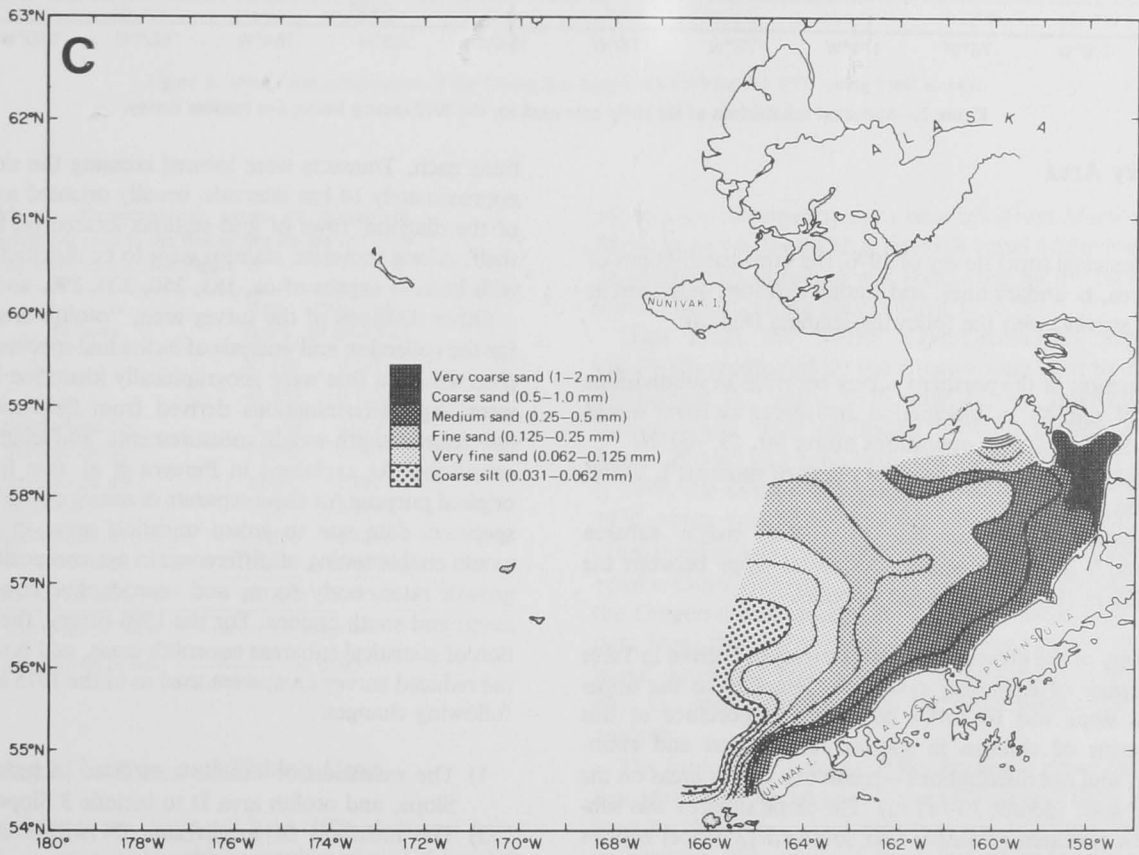 C
63°N
62°N
61°N
60°N
59°N
58°N
57°N
56°N
55°N
54°N
180°
178°W
176°W
174°W
172°W
170°W
168°W
166°W
164°W
162°W
160°W
158°W
ALASKA
NUNIVAK I.
ALASKA PENINSULA
UNIMAK I.
Very coarse sand (1–2 mm)
Coarse sand (0.5–1.0 mm)
Medium sand (0.25–0.5 mm)
Fine sand (0.125–0.25 mm)
Very fine sand (0.062–0.125 mm)
Coarse silt (0.031–0.062 mm)